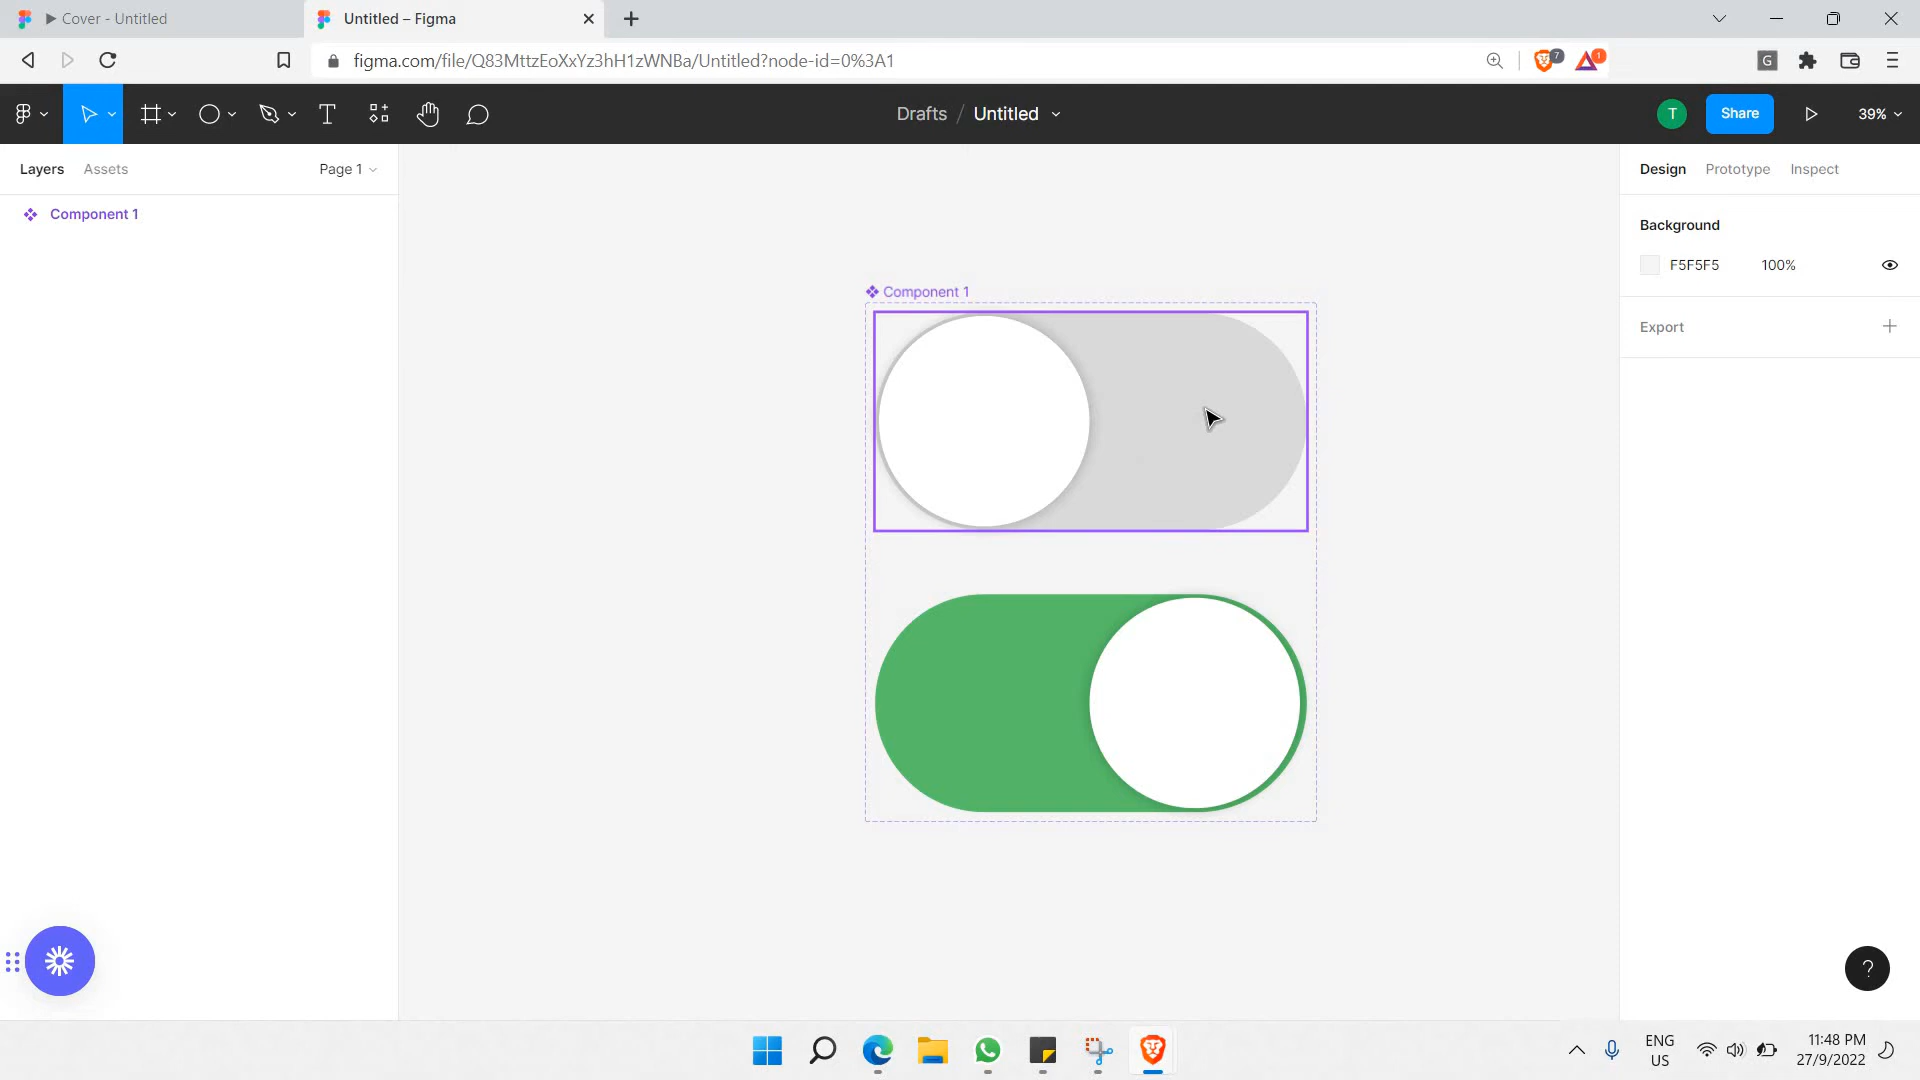 ▶ Cover - Untitled
Untitled – Figma
figma.com/file/Q83MttzEoXxYz3hH1zWNBa/Untitled?node-id=0%3A1
7
1
G
Drafts / Untitled
T
Share
39%
Layers
Assets
Page 1
Design
Prototype
Inspect
Component 1
Background
F5F5F5
100%
Export
Component 1
?
ENG
US
11:48 PM
27/9/2022